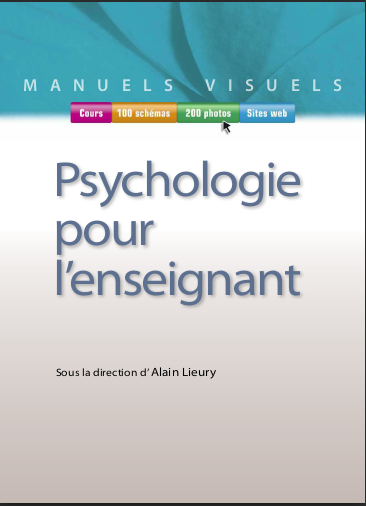 MANUELS VISUELS
Cours 100 schémas 200 photos Sites web
Psychologie
pour
l'enseignant
Sous la direction d'Alain Lieury